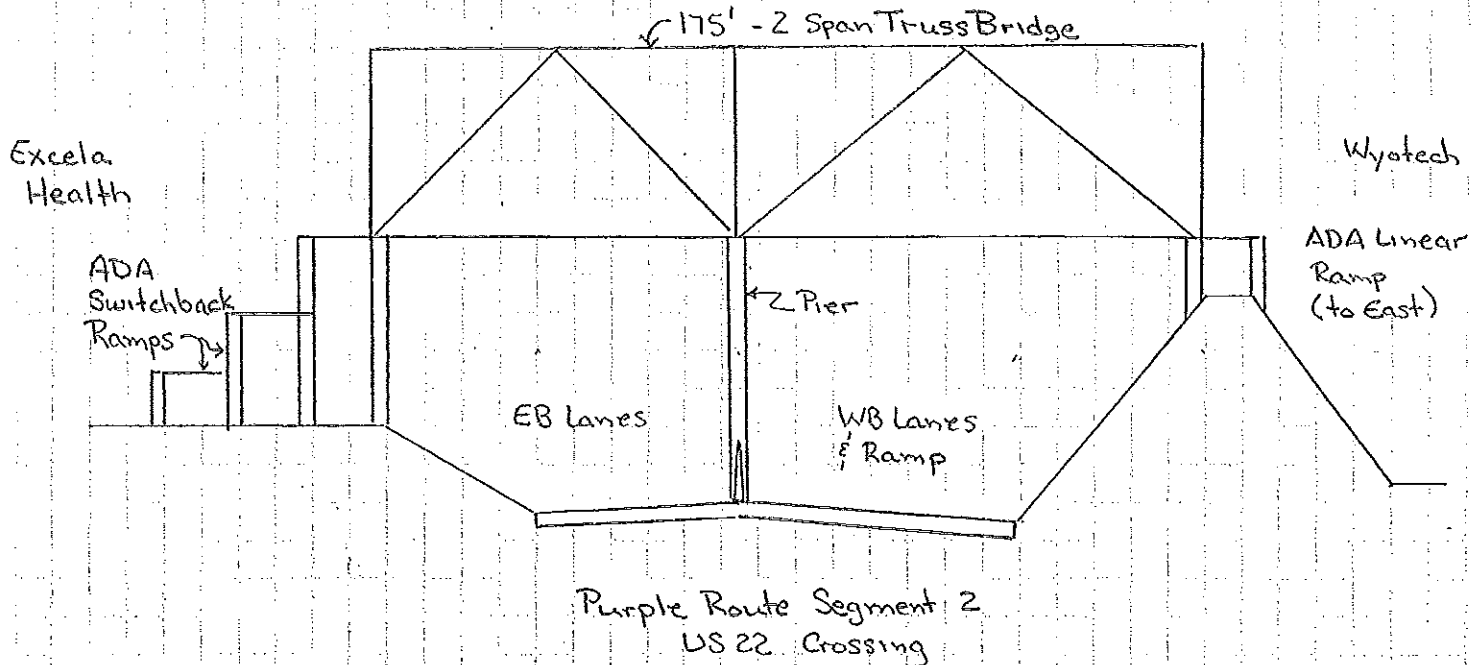 175' - 2 Span Truss Bridge
Excela
Health
Wyotech
ADA
Switchback
Ramps
ADA Linear
Ramp
(to East)
Pier
EB Lanes
WB Lanes
& Ramp
Purple Route Segment 2
US 22 Crossing